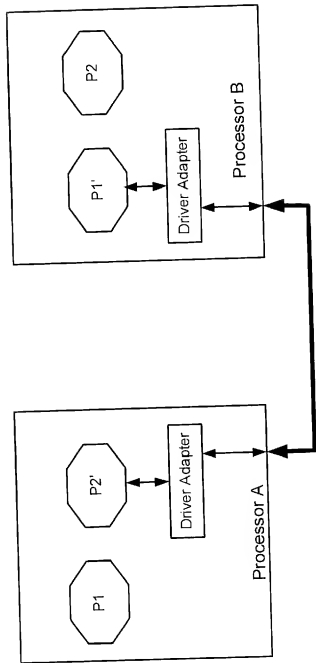 P1
P2'
Driver Adapter
Processor A
P1'
P2
Driver Adapter
Processor B